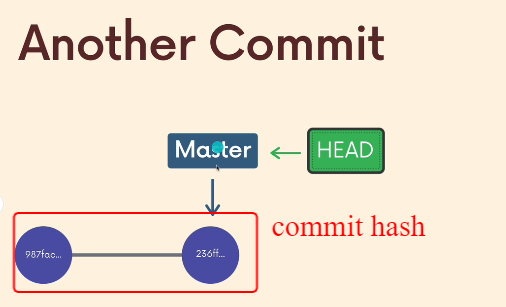 Another Commit
Master
HEAD
commit hash
987fac...
236ff...